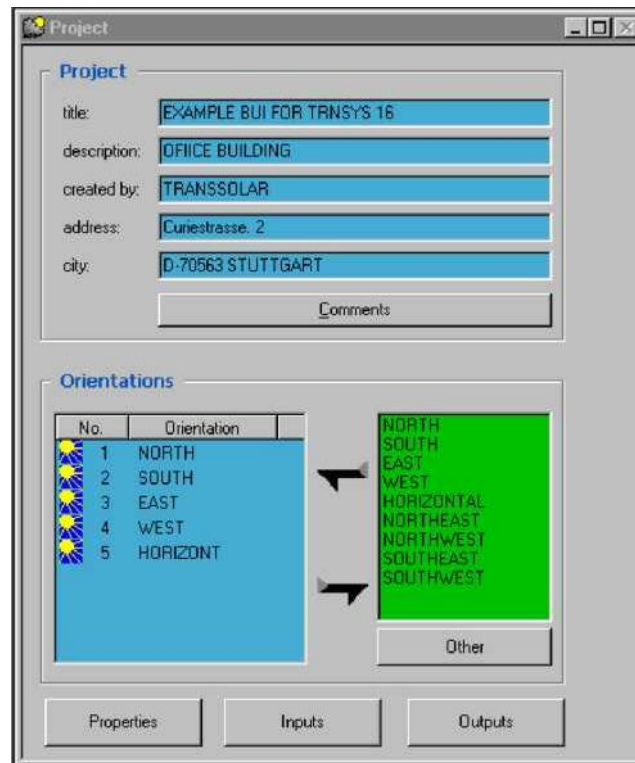 Project
Project
title: EXAMPLE BUI FOR TRNSYS 16
description: OFIICE BUILDING
created by: TRANSSOLAR
address: Curiestrasse. 2
city: D-70563 STUTTGART
Comments
Orientations
No. Orientation
1 NORTH
2 SOUTH
3 EAST
4 WEST
5 HORIZONT
NORTH
SOUTH
EAST
WEST
HORIZONTAL
NORTHEAST
NORTHWEST
SOUTHEAST
SOUTHWEST
Other
Properties Inputs Outputs